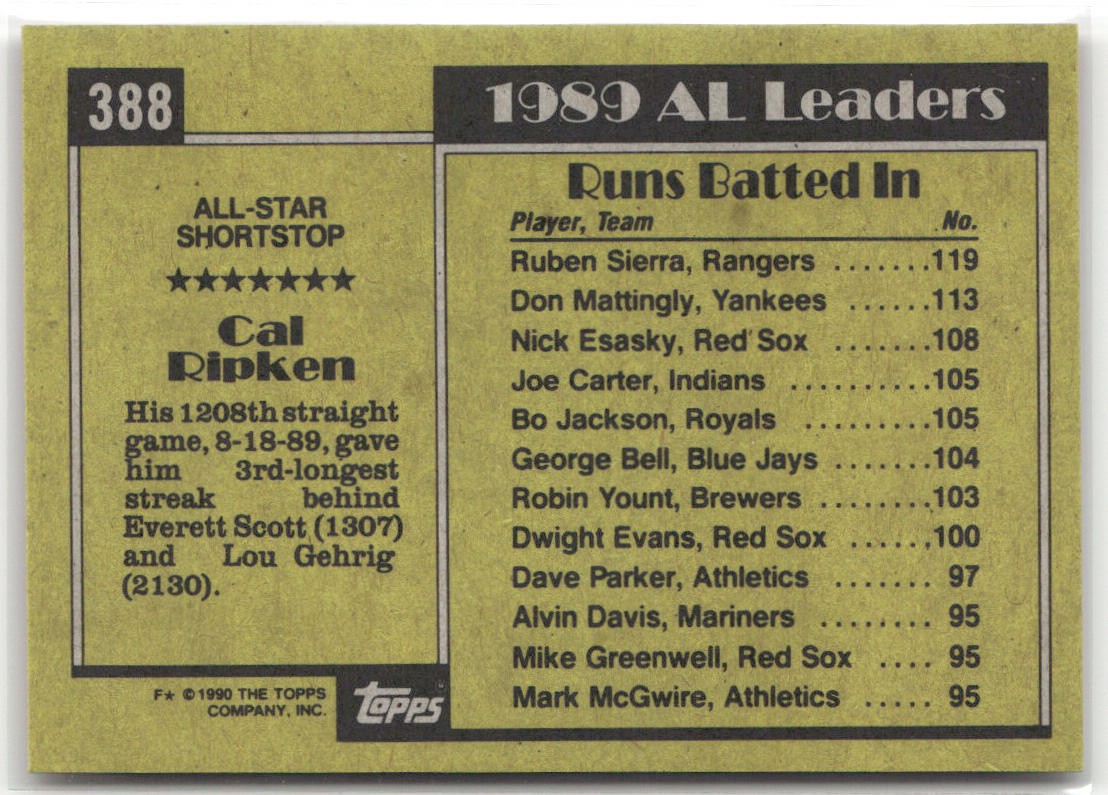 388
ALL-STAR
SHORTSTOP
★★★★★★★
Cal
Ripken
His 1208th straight
game, 8-18-89, gave
him 3rd-longest
streak behind
Everett Scott (1307)
and Lou Gehrig
(2130).
F★ ©1990 THE TOPPS
COMPANY, INC.
topps®
1989 AL Leaders
Runs Batted In
Player, Team No.
Ruben Sierra, Rangers .......119
Don Mattingly, Yankees ......113
Nick Esasky, Red Sox .......108
Joe Carter, Indians ..........105
Bo Jackson, Royals .........105
George Bell, Blue Jays .......104
Robin Yount, Brewers ........103
Dwight Evans, Red Sox ......100
Dave Parker, Athletics ....... 97
Alvin Davis, Mariners ........ 95
Mike Greenwell, Red Sox .... 95
Mark McGwire, Athletics ..... 95